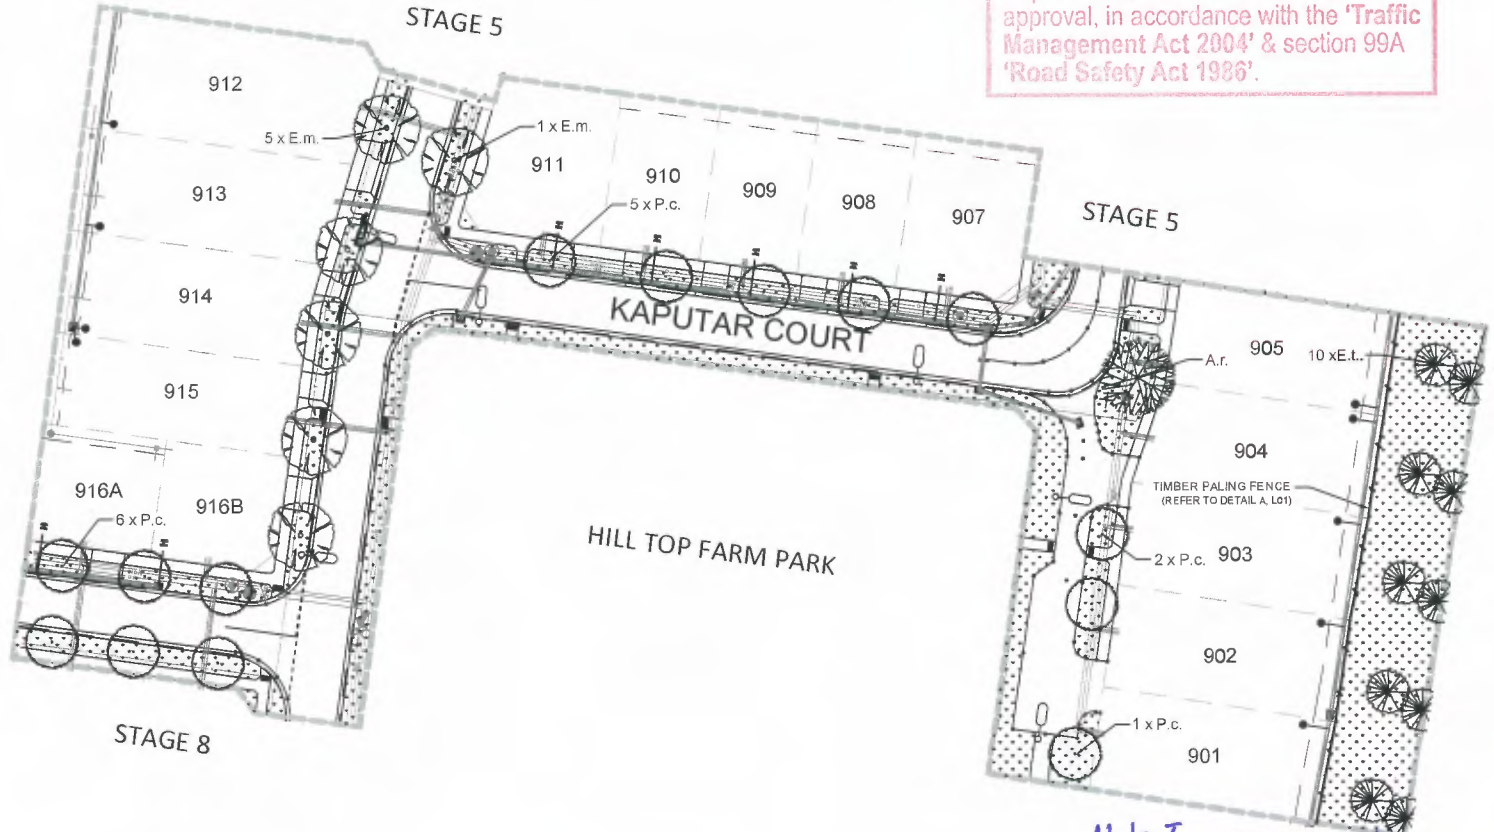 STAGE 5
approval, in accordance with the 'Traffic
Management Act 2004' & section 99A
'Road Safety Act 1986'.
912
5 x E.m.
1 x E.m.
911
910
909
908
907
913
5 x P.c.
STAGE 5
914
KAPUTAR COURT
915
905
10 xE.t..
A.r.
904
TIMBER PALING FENCE
(REFER TO DETAIL A, L01)
916A
916B
6 x P.c.
HILL TOP FARM PARK
2 x P.c.
903
902
STAGE 8
1 x P.c.
901